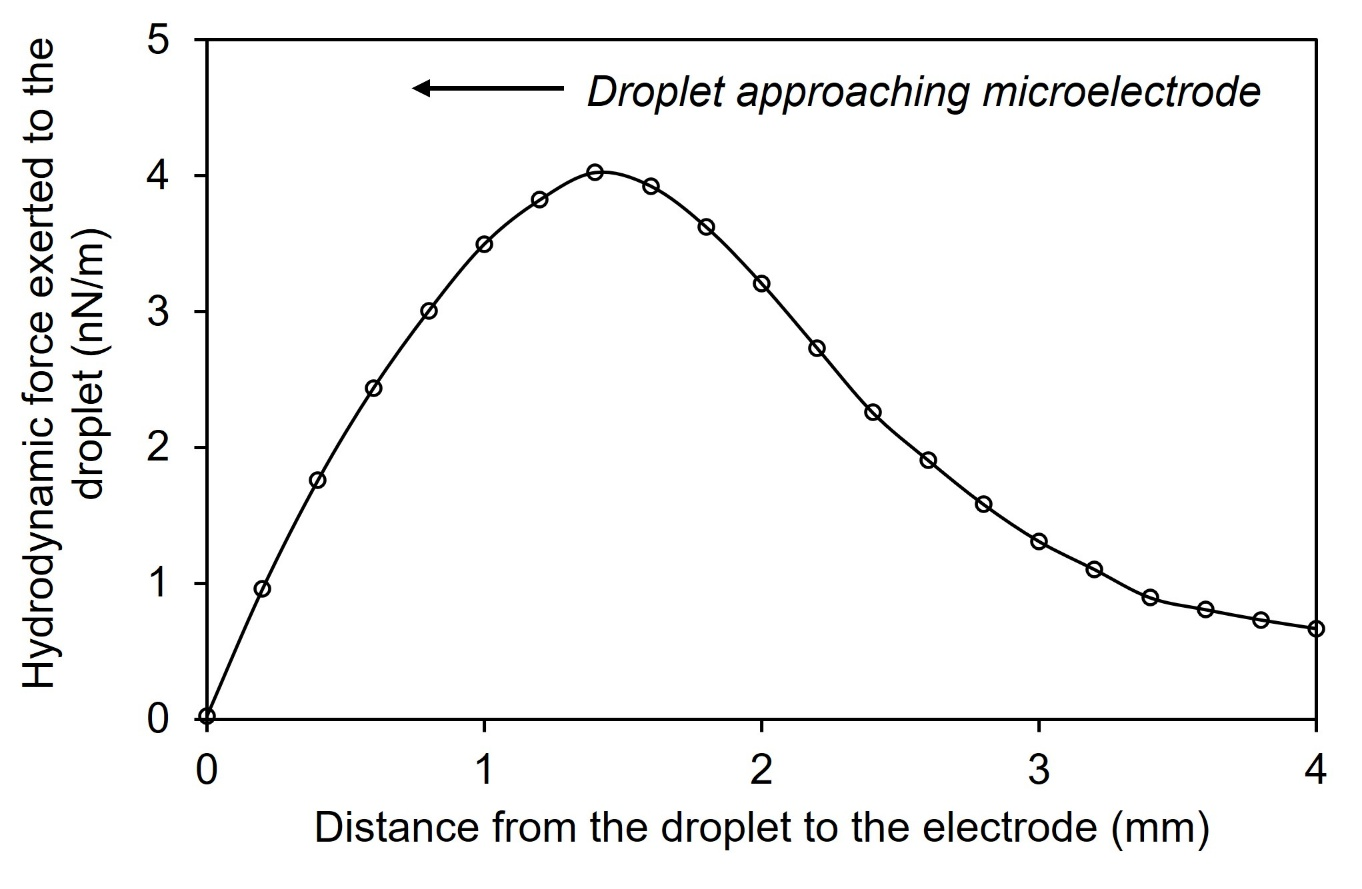 Hydrodynamic force exerted to the
droplet (nN/m)
5
4
3
2
1
0
Droplet approaching microelectrode
0 1 2 3 4
Distance from the droplet to the electrode (mm)